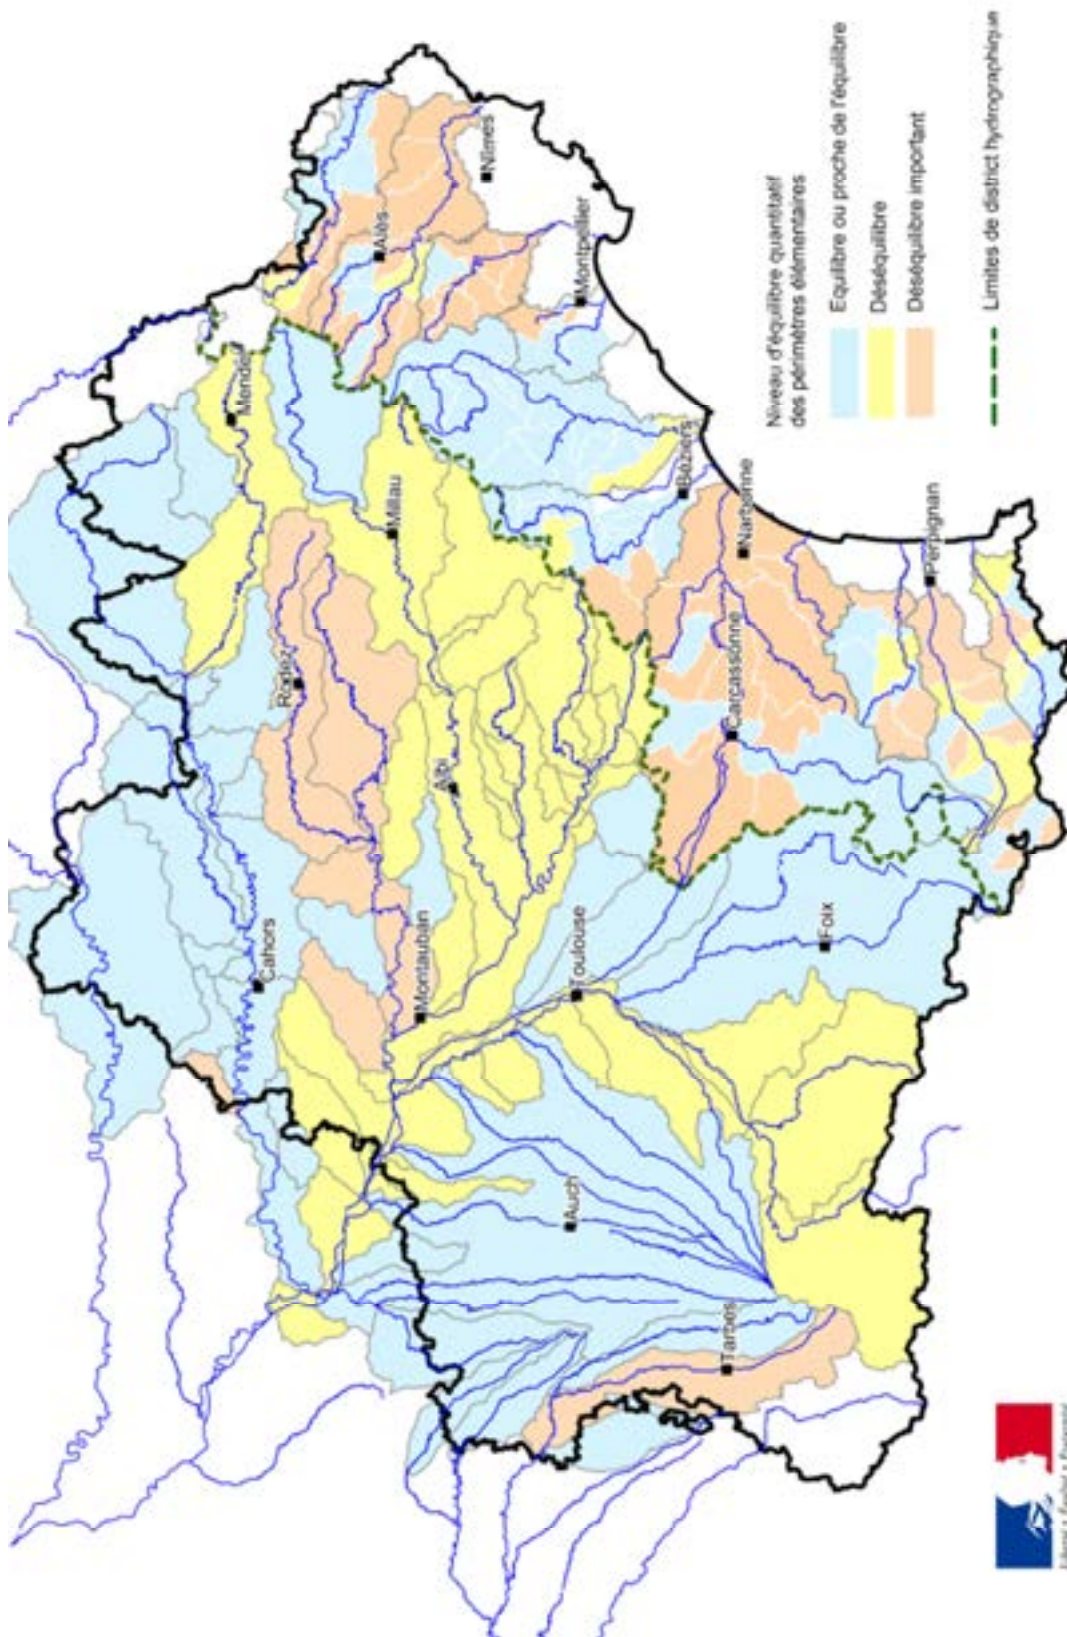 Niveau d'équilibre quantitatif
des périmètres élémentaires
Equilibre ou proche de l'équilibre
Déséquilibre
Déséquilibre important
Limites de district hydrographique
Mende
Alès
Nîmes
Rodez
Millau
Montpellier
Cahors
Albi
Béziers
Montauban
Narbonne
Toulouse
Carcassonne
Auch
Perpignan
Foix
Tarbes